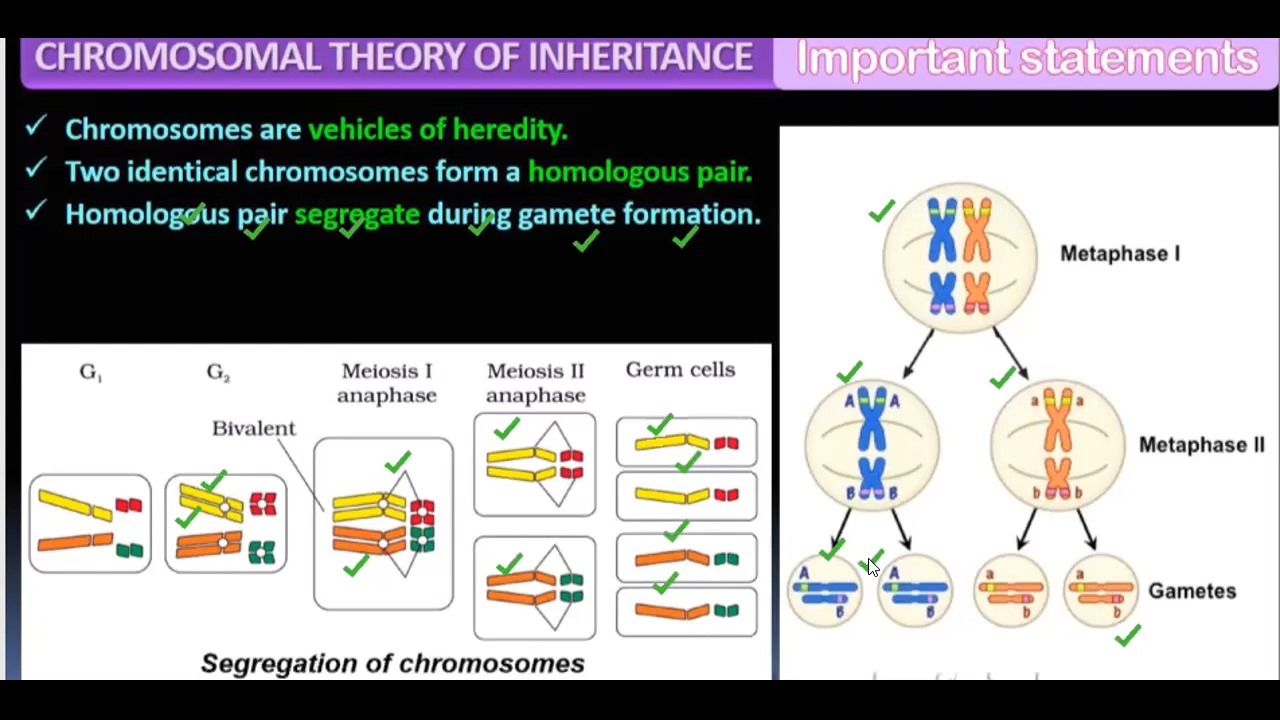 CHROMOSOMAL THEORY OF INHERITANCE
Important statements
✓ Chromosomes are vehicles of heredity.
✓ Two identical chromosomes form a homologous pair.
✓ Homologous pair segregate during gamete formation.
G₁
G₂
Meiosis I
anaphase
Meiosis II
anaphase
Germ cells
Bivalent
Segregation of chromosomes
Metaphase I
A A
a a
Metaphase II
B B
b b
A
A
a
a
Gametes
B
B
b
b